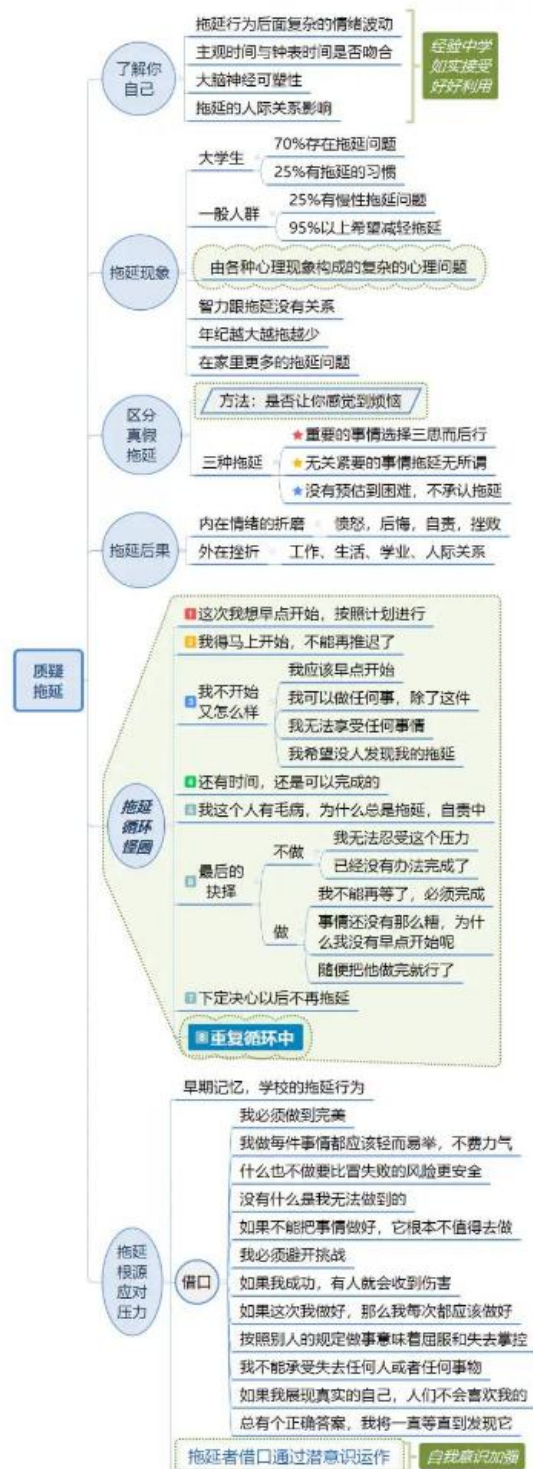 质疑
拖延
了解你
自己
拖延行为后面复杂的情绪波动
主观时间与钟表时间是否吻合
大脑神经可塑性
拖延的人际关系影响
经验中学
如实接受
好好利用
拖延现象
大学生
70%存在拖延问题
25%有拖延的习惯
一般人群
25%有慢性拖延问题
95%以上希望减轻拖延
由各种心理现象构成的复杂的心理问题
智力跟拖延没有关系
年纪越大越拖越少
在家里更多的拖延问题
区分
真假
拖延
方法：是否让你感觉到烦恼
三种拖延
重要的事情选择三思而后行
无关紧要的事情拖延无所谓
没有预估到困难，不承认拖延
拖延后果
内在情绪的折磨
愤怒，后悔，自责，挫败
外在挫折
工作、生活、学业、人际关系
拖延
循环
怪圈
1 这次我想早点开始，按照计划进行
2 我得马上开始，不能再推迟了
3 我不开始
又怎么样
我应该早点开始
我可以做任何事，除了这件
我无法享受任何事情
我希望没人发现我的拖延
4 还有时间，还是可以完成的
5 我这个人有毛病，为什么总是拖延，自责中
6 最后的
抉择
不做
我无法忍受这个压力
已经没有办法完成了
做
我不能再等了，必须完成
事情还没有那么糟，为什
么我没有早点开始呢
随便把他做完就行了
7 下定决心以后不再拖延
8 重复循环中
拖延
根源
应对
压力
早期记忆，学校的拖延行为
借口
我必须做到完美
我做每件事情都应该轻而易举，不费力气
什么也不做要比冒失败的风险更安全
没有什么是我无法做到的
如果不能把事情做好，它根本不值得去做
我必须避开挑战
如果我成功，有人就会收到伤害
如果这次我做好，那么我每次都应该做好
按照别人的规定做事意味着屈服和失去掌控
我不能承受失去任何人或者任何事物
如果我展现真实的自己，人们不会喜欢我的
总有个正确答案，我将一直等直到发现它
拖延者借口通过潜意识运作
自我意识加强